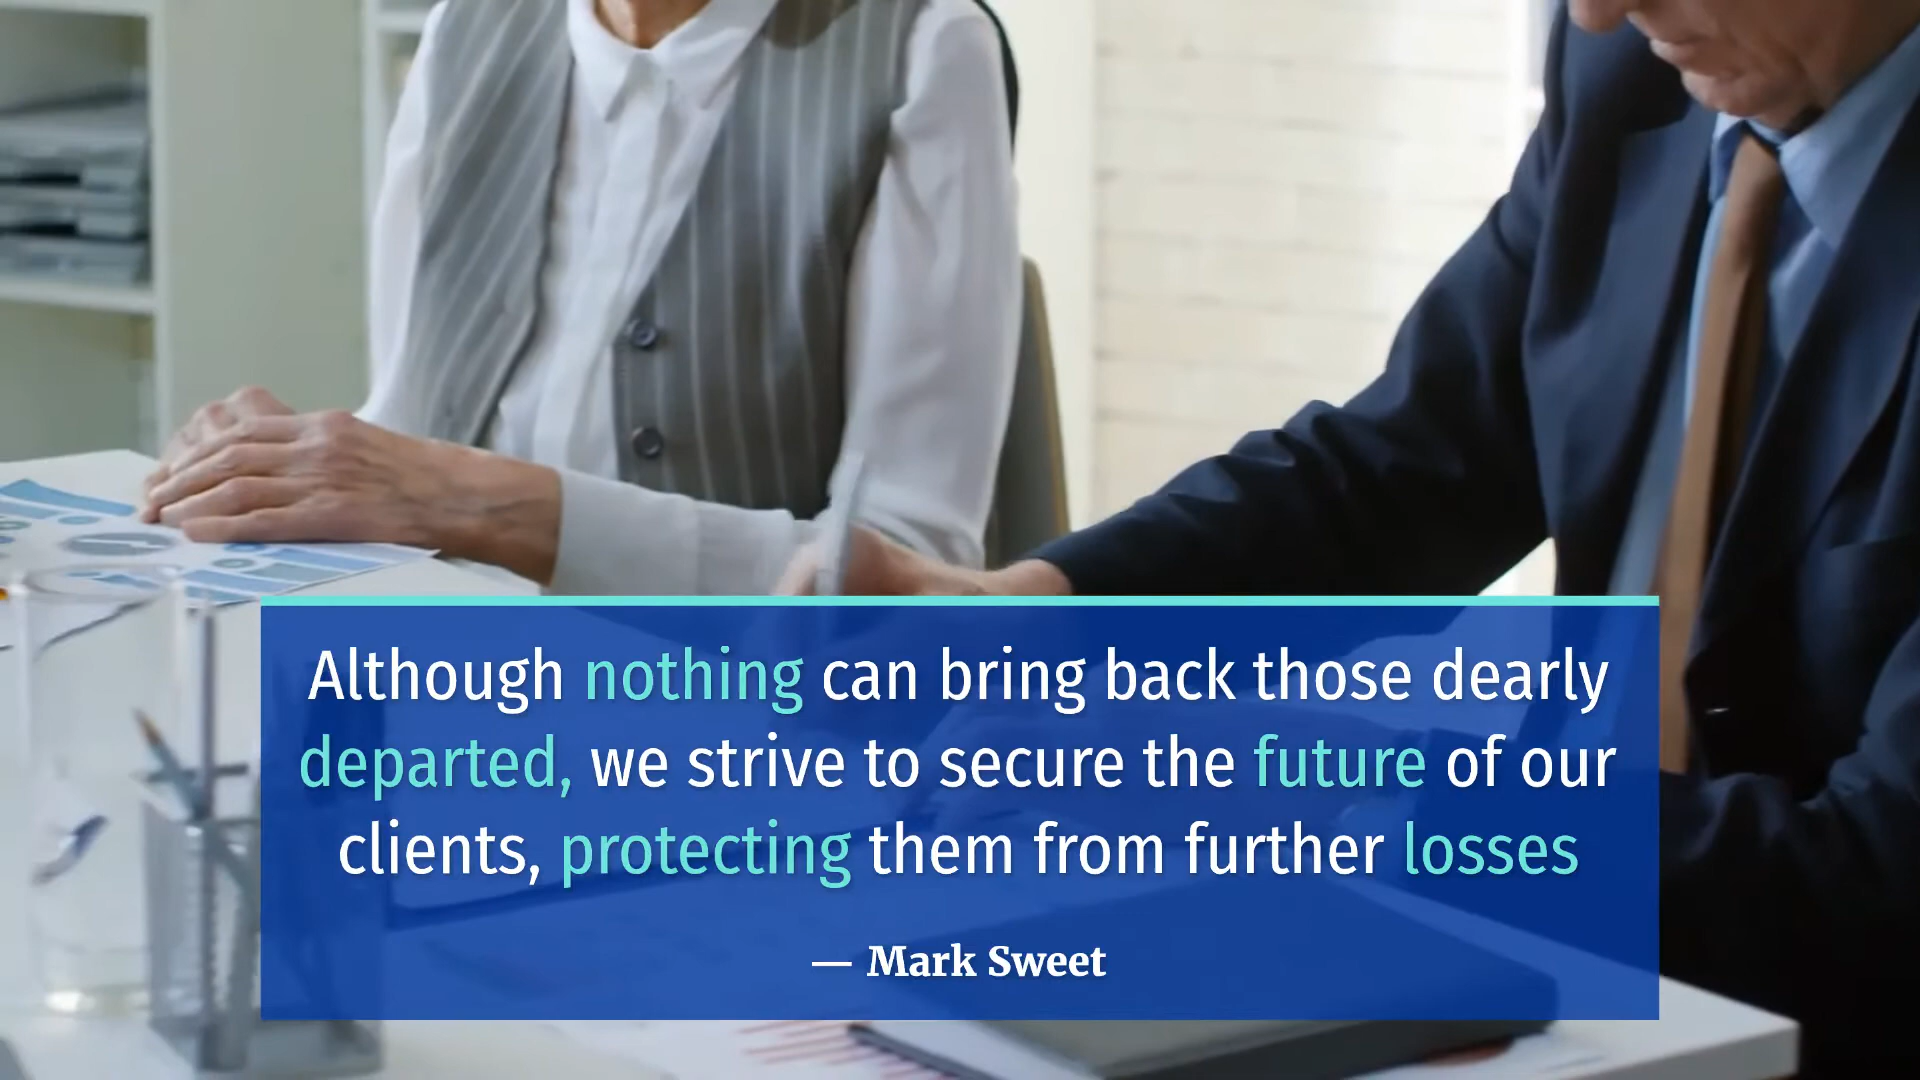 Although nothing can bring back those dearly
departed, we strive to secure the future of our
clients, protecting them from further losses
— Mark Sweet